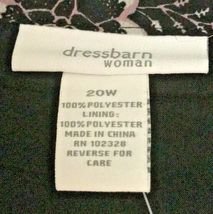 dressbarn
woman
20W
100%POLYESTER
LINING:
100%POLYESTER
MADE IN CHINA
RN 102328
REVERSE FOR
CARE